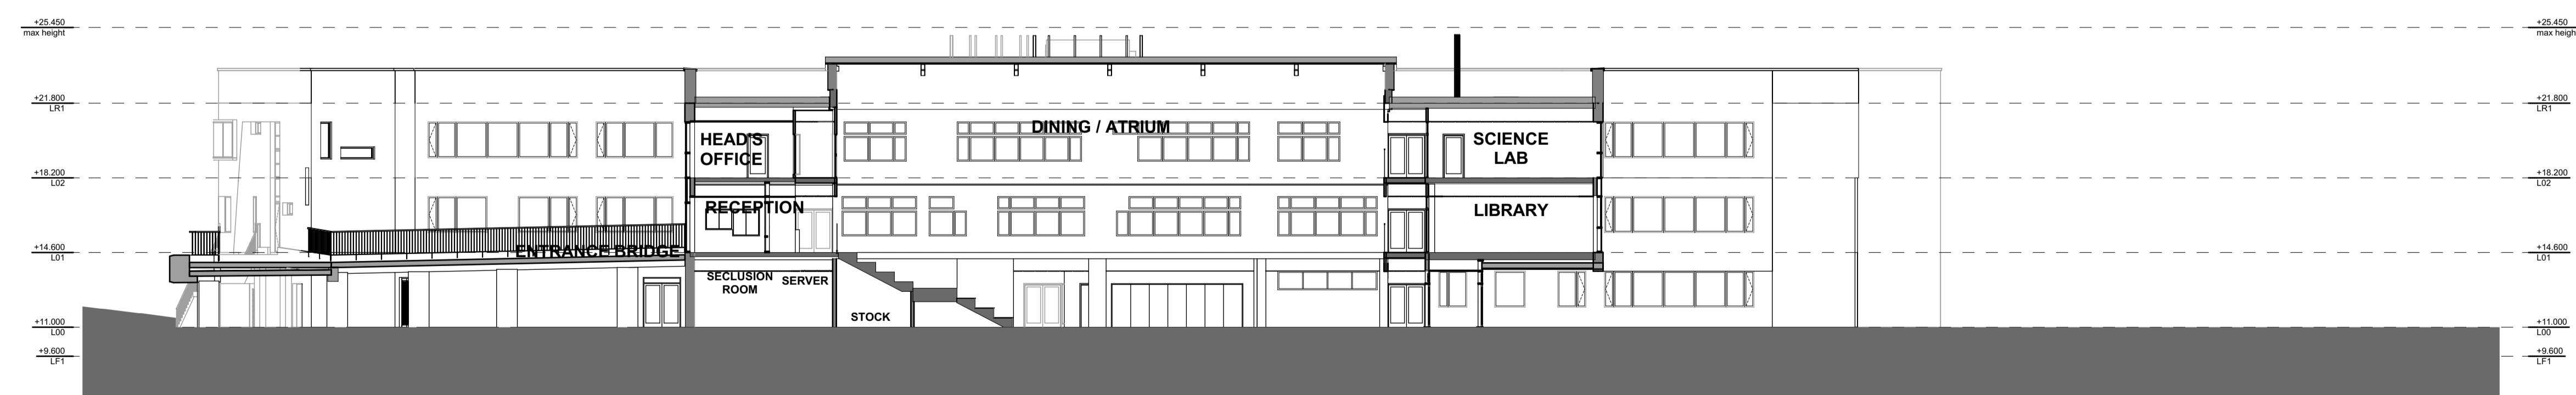 +25.450
max height
+25.450
max heigh
+21.800
LR1
+21.800
LR1
DINING / ATRIUM
HEAD'S
OFFICE
SCIENCE
LAB
+18.200
L02
+18.200
L02
RECEPTION
LIBRARY
+14.600
L01
ENTRANCE BRIDGE
+14.600
L01
SECLUSION
ROOM
SERVER
STOCK
+11.000
L00
+11.000
L00
+9.600
LF1
+9.600
LF1